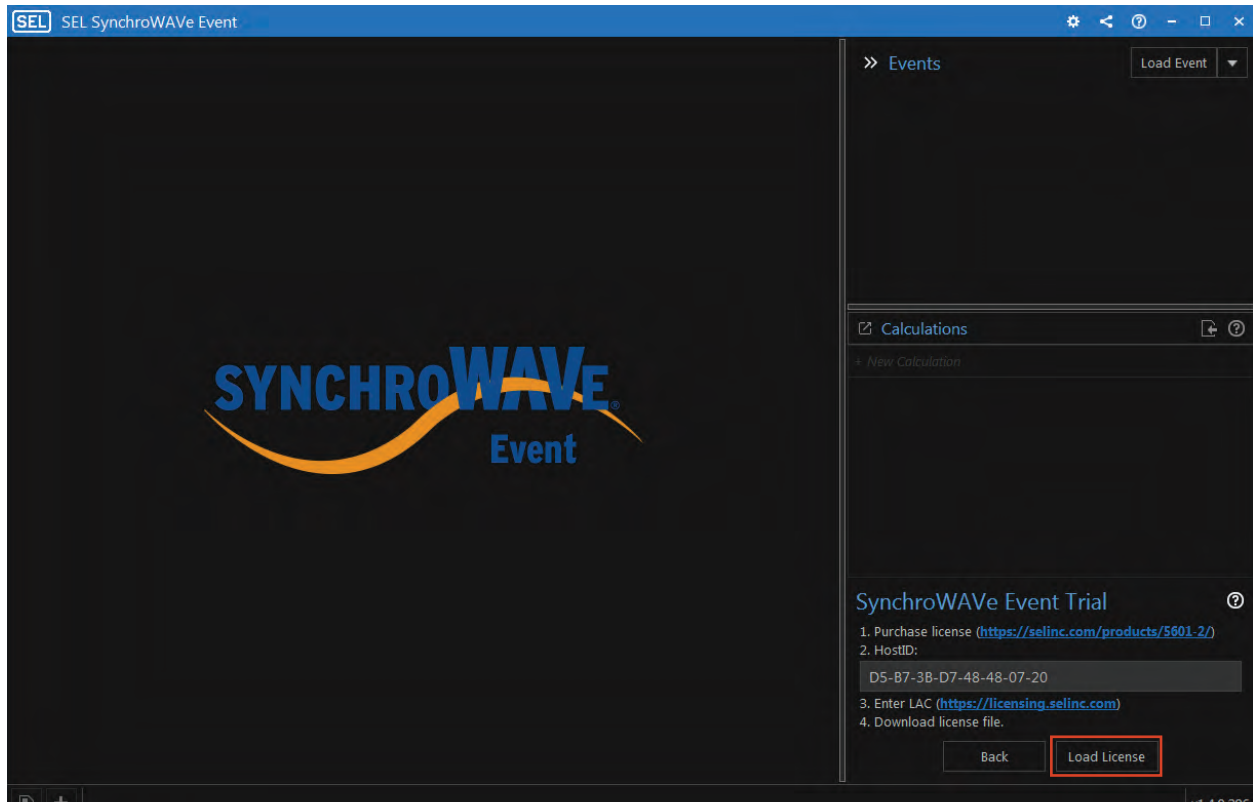 SEL SEL SynchroWAVe Event
Events
Load Event
Calculations
+ New Calculation
SYNCHROWAVE®
Event
SynchroWAVe Event Trial
1. Purchase license (https://selinc.com/products/5601-2/)
2. HostID:
D5-B7-3B-D7-48-48-07-20
3. Enter LAC (https://licensing.selinc.com)
4. Download license file.
Back
Load License